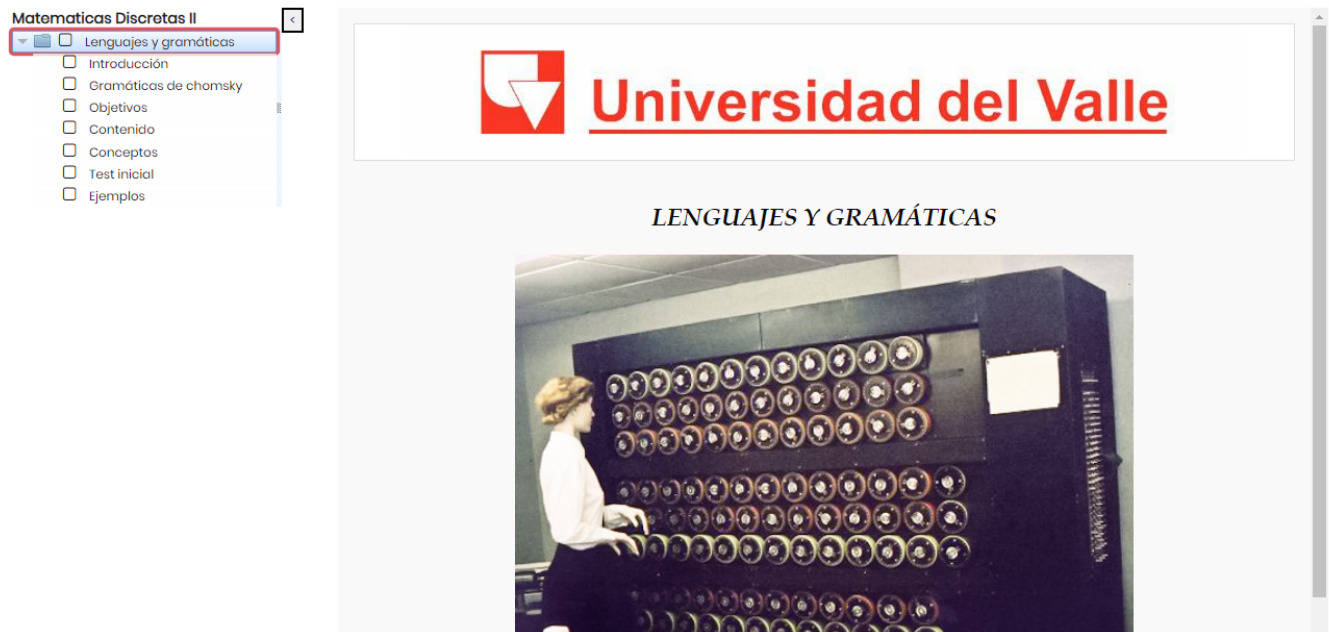 Matematicas Discretas II
<
Lenguajes y gramáticas
Introducción
Gramáticas de chomsky
Objetivos
Contenido
Conceptos
Test inicial
Ejemplos
Universidad del Valle
LENGUAJES Y GRAMÁTICAS